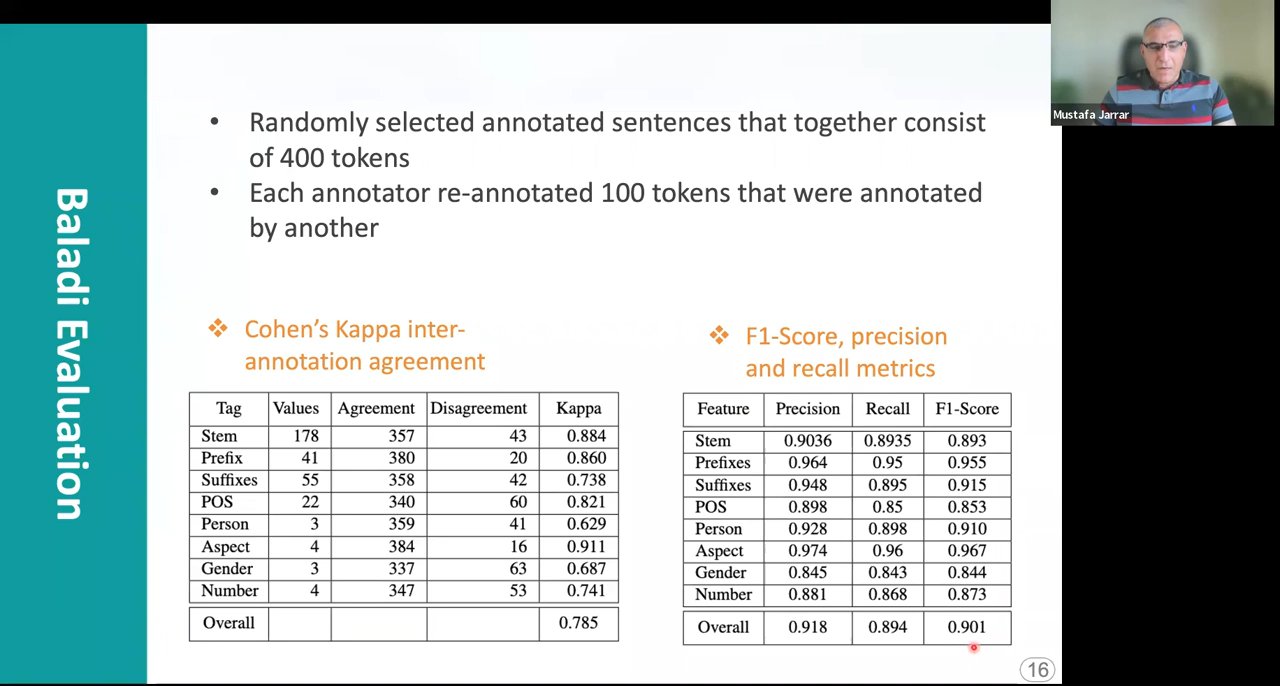 Mustafa Jarrar
Baladi Evaluation
• Randomly selected annotated sentences that together consist
of 400 tokens
• Each annotator re-annotated 100 tokens that were annotated
by another
❖ Cohen's Kappa inter-
annotation agreement
Tag Values Agreement Disagreement Kappa
Stem 178 357 43 0.884
Prefix 41 380 20 0.860
Suffixes 55 358 42 0.738
POS 22 340 60 0.821
Person 3 359 41 0.629
Aspect 4 384 16 0.911
Gender 3 337 63 0.687
Number 4 347 53 0.741
Overall 0.785
❖ F1-Score, precision
and recall metrics
Feature Precision Recall F1-Score
Stem 0.9036 0.8935 0.893
Prefixes 0.964 0.95 0.955
Suffixes 0.948 0.895 0.915
POS 0.898 0.85 0.853
Person 0.928 0.898 0.910
Aspect 0.974 0.96 0.967
Gender 0.845 0.843 0.844
Number 0.881 0.868 0.873
Overall 0.918 0.894 0.901
16